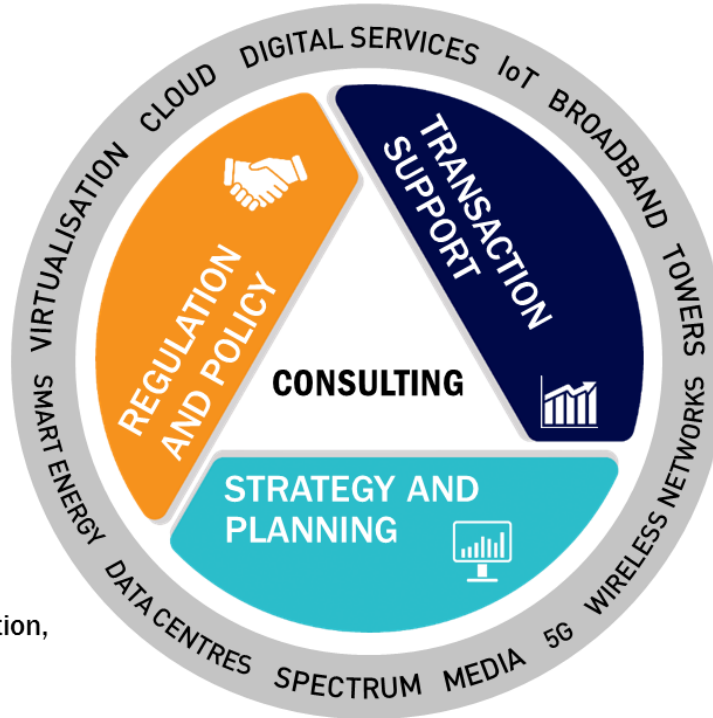 VIRTUALISATION
CLOUD
DIGITAL SERVICES
IoT
BROADBAND
TOWERS
WIRELESS NETWORKS
5G
MEDIA
SPECTRUM
DATA CENTRES
SMART ENERGY
REGULATION
AND POLICY
TRANSACTION
SUPPORT
CONSULTING
STRATEGY AND
PLANNING
tion,